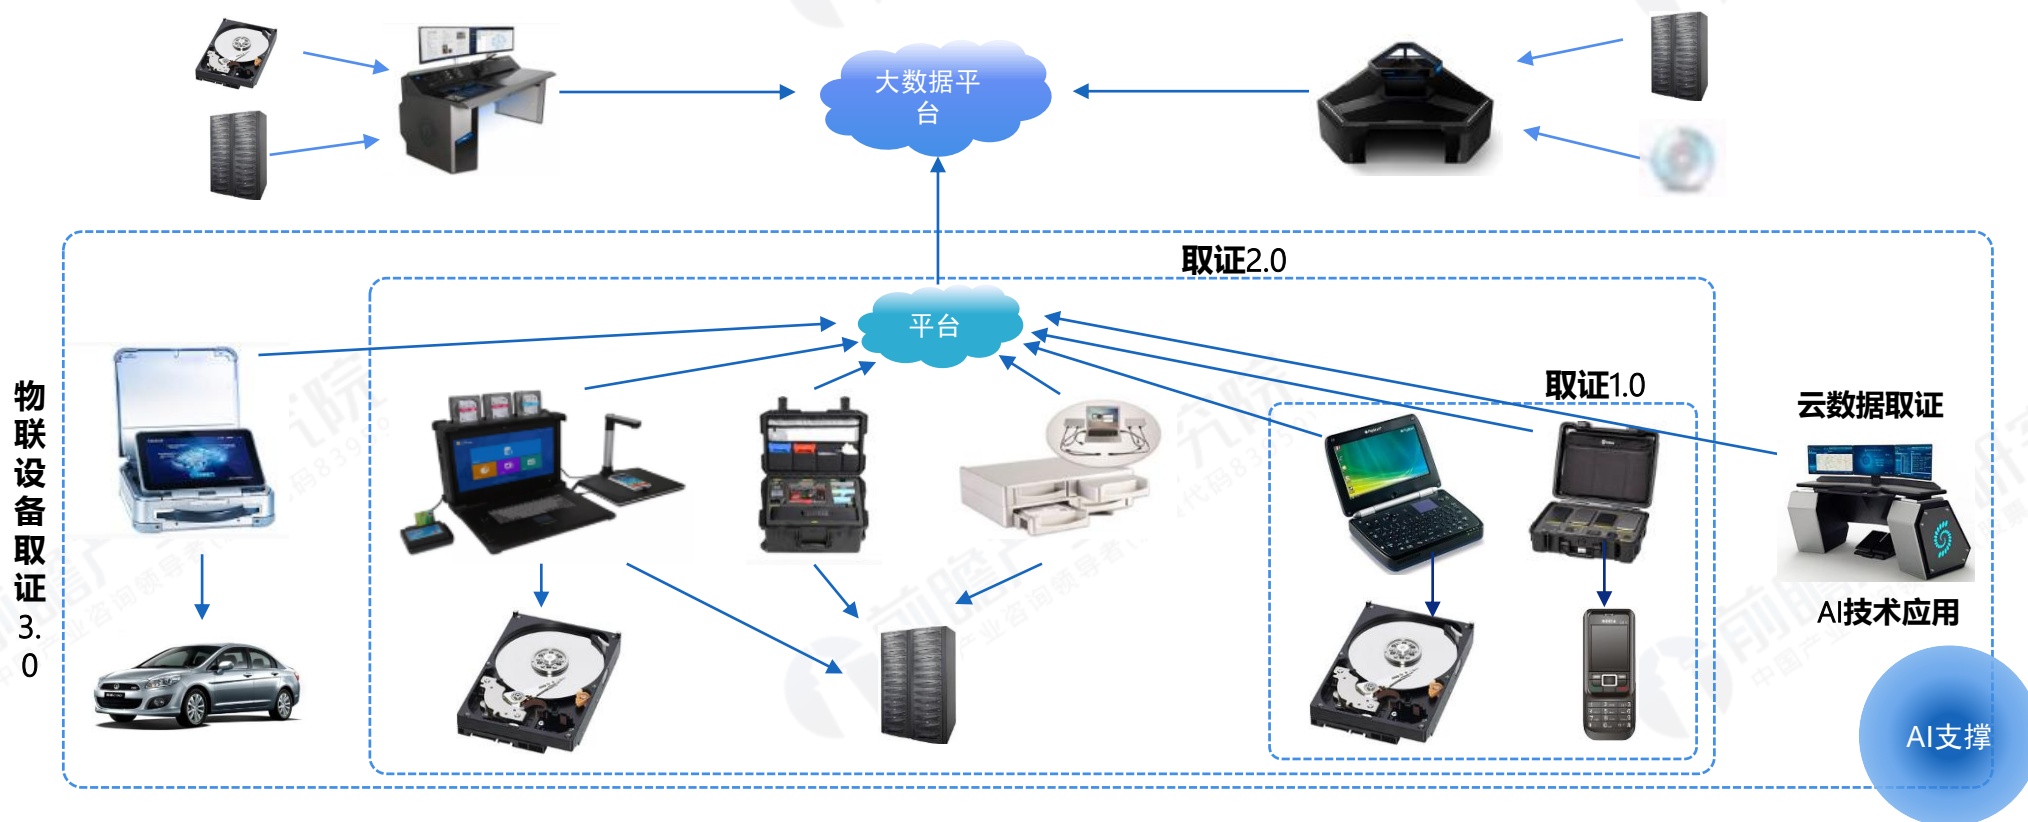 大数据平
台
取证2.0
平台
取证1.0
物
联
设
备
取
证
3.
0
云数据取证
AI技术应用
AI支撑